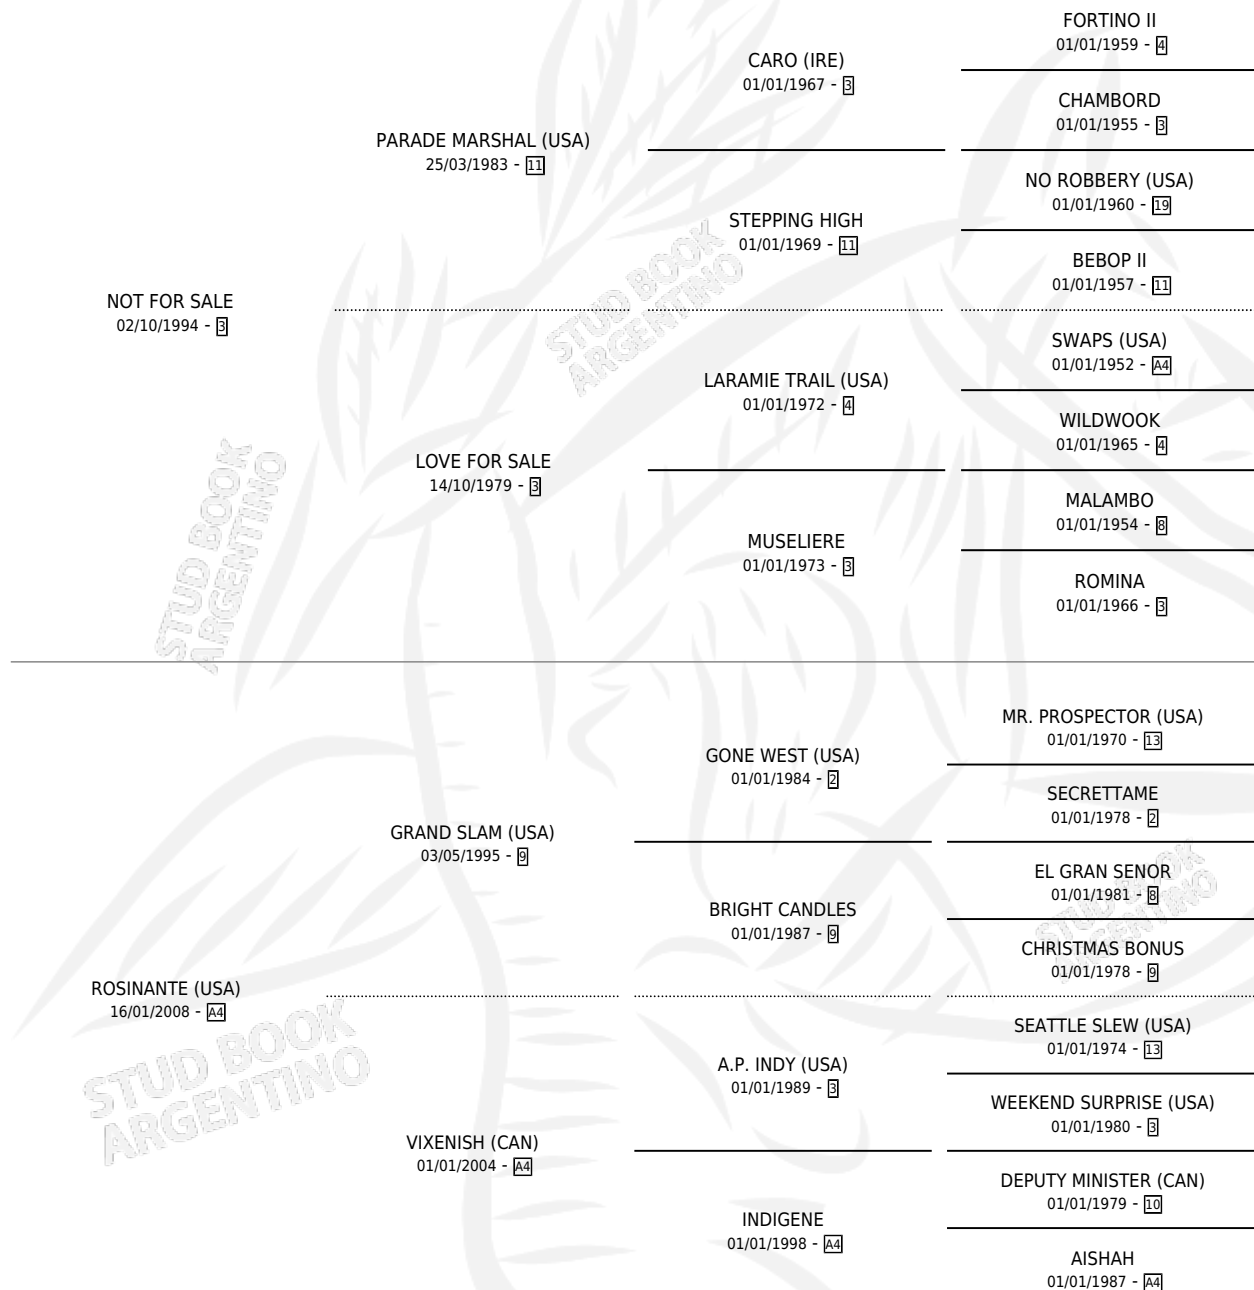 FORTINO II
01/01/1959 - 4
CARO (IRE)
01/01/1967 - 3
CHAMBORD
01/01/1955 - 3
PARADE MARSHAL (USA)
25/03/1983 - 11
NO ROBBERY (USA)
01/01/1960 - 19
STEPPING HIGH
01/01/1969 - 11
BEBOP II
01/01/1957 - 11
NOT FOR SALE
02/10/1994 - 3
STUD BOOK
ARGENTINO
SWAPS (USA)
01/01/1952 - A4
LARAMIE TRAIL (USA)
01/01/1972 - 4
WILDWOOK
01/01/1965 - 4
LOVE FOR SALE
14/10/1979 - 3
MALAMBO
01/01/1954 - 8
MUSELIERE
01/01/1973 - 3
ROMINA
01/01/1966 - 3
STUD BOOK
ARGENTINO
MR. PROSPECTOR (USA)
01/01/1970 - 13
GONE WEST (USA)
01/01/1984 - 2
SECRETTAME
01/01/1978 - 2
GRAND SLAM (USA)
03/05/1995 - 9
EL GRAN SENOR
01/01/1981 - 8
BRIGHT CANDLES
01/01/1987 - 9
STUD BOOK
ARGENTINO
CHRISTMAS BONUS
01/01/1978 - 9
ROSINANTE (USA)
16/01/2008 - A4
SEATTLE SLEW (USA)
01/01/1974 - 13
A.P. INDY (USA)
01/01/1989 - 3
STUD BOOK
ARGENTINO
WEEKEND SURPRISE (USA)
01/01/1980 - 3
VIXENISH (CAN)
01/01/2004 - A4
DEPUTY MINISTER (CAN)
01/01/1979 - 10
INDIGENE
01/01/1998 - A4
AISHAH
01/01/1987 - A4